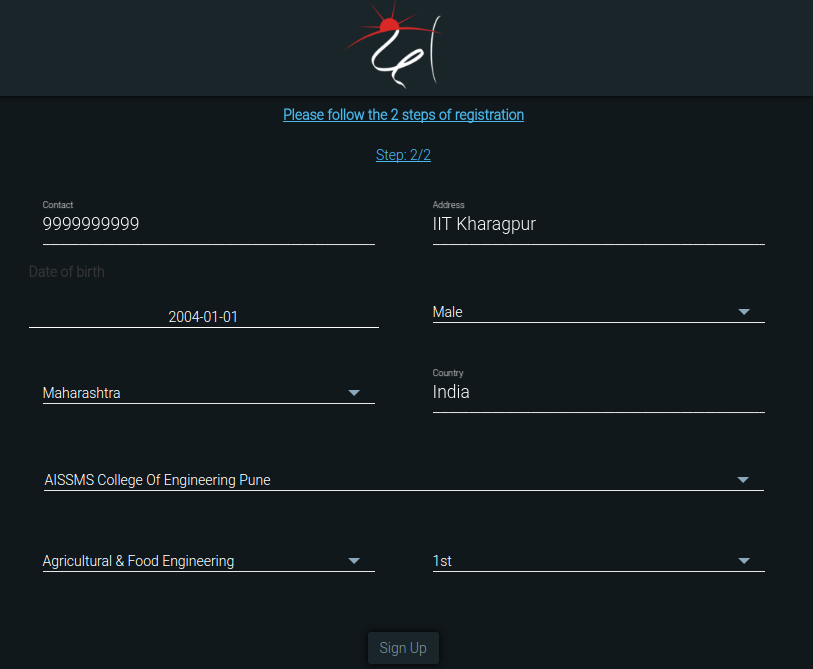 Please follow the 2 steps of registration
Step: 2/2
Contact
9999999999
Address
IIT Kharagpur
Date of birth
2004-01-01
Male
Maharashtra
Country
India
AISSMS College Of Engineering Pune
Agricultural & Food Engineering
1st
Sign Up